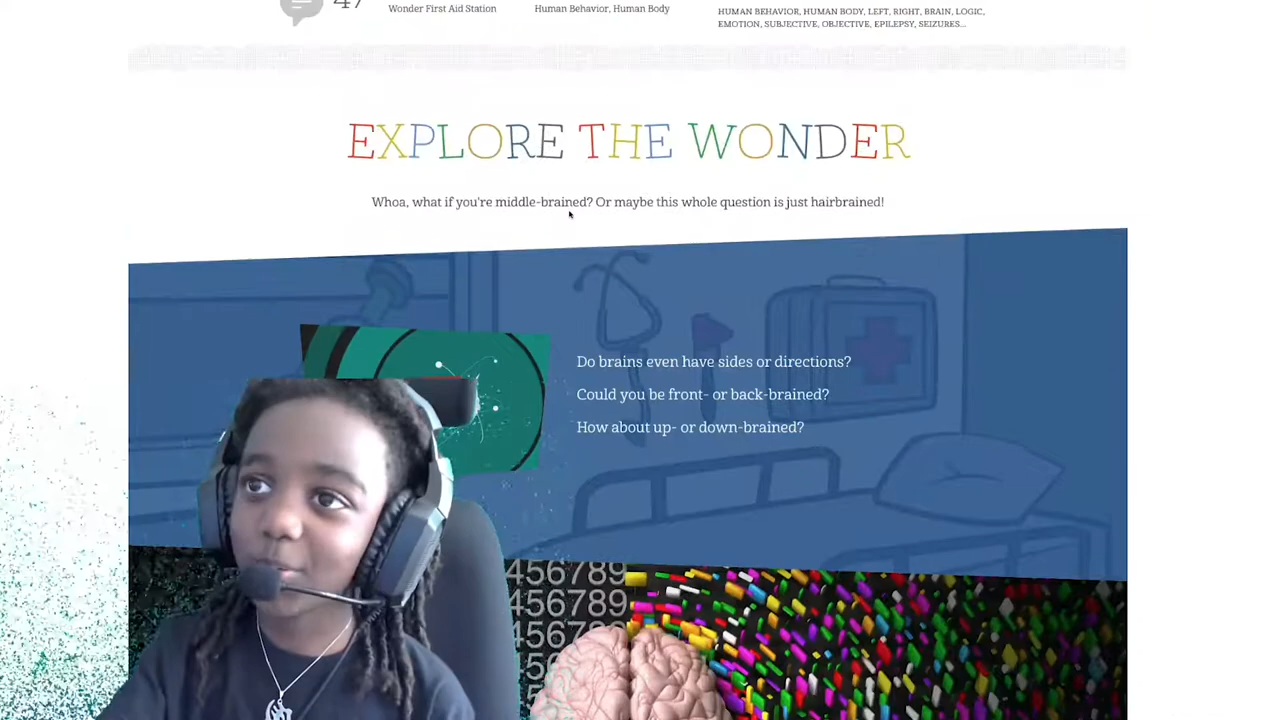 47
Wonder First Aid Station
Human Behavior, Human Body
HUMAN BEHAVIOR, HUMAN BODY, LEFT, RIGHT, BRAIN, LOGIC,
EMOTION, SUBJECTIVE, OBJECTIVE, EPILEPSY, SEIZURES...
EXPLORE THE WONDER
Whoa, what if you're middle-brained? Or maybe this whole question is just hairbrained!
Do brains even have sides or directions?
Could you be front- or back-brained?
How about up- or down-brained?
456789
456789